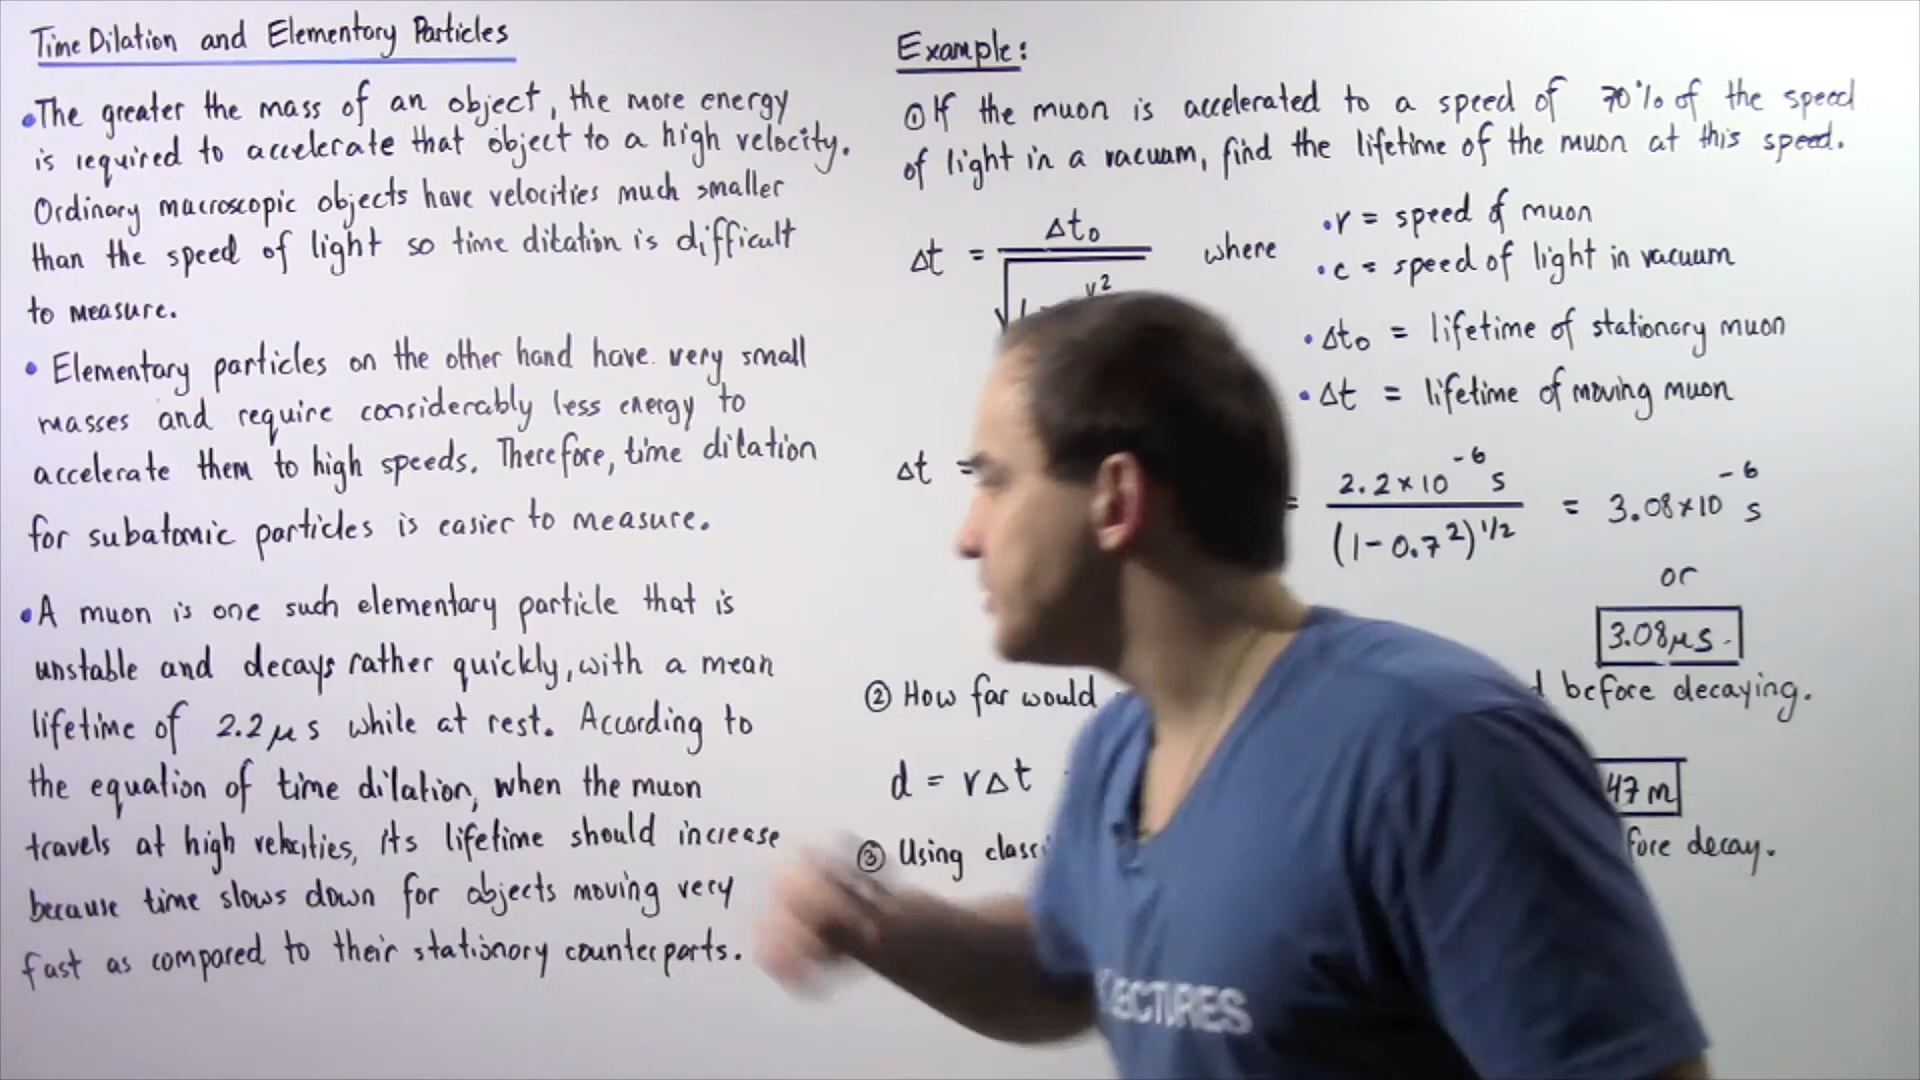 Time Dilation and Elementary Particles
• The greater the mass of an object, the more energy
is required to accelerate that object to a high velocity.
Ordinary macroscopic objects have velocities much smaller
than the speed of light so time dilation is difficult
to measure.
• Elementary particles on the other hand have very small
masses and require considerably less energy to
accelerate them to high speeds. Therefore, time dilation
for subatomic particles is easier to measure.
• A muon is one such elementary particle that is
unstable and decays rather quickly, with a mean
lifetime of 2.2 μs while at rest. According to
the equation of time dilation, when the muon
travels at high velocities, its lifetime should increase
because time slows down for objects moving very
fast as compared to their stationary counterparts.
Example:
① If the muon is accelerated to a speed of 70% of the speed
of light in a vacuum, find the lifetime of the muon at this speed.
Δt = Δt₀ / √(1 - v² where
• v = speed of muon
• c = speed of light in vacuum
• Δt₀ = lifetime of stationary muon
• Δt = lifetime of moving muon
Δt = = 2.2×10⁻⁶ s / (1-0.7²)^1/2 = 3.08×10⁻⁶ s
or
3.08μs.
② How far would before decaying.
d = vΔt 47 m
③ Using decay.
LECTURES